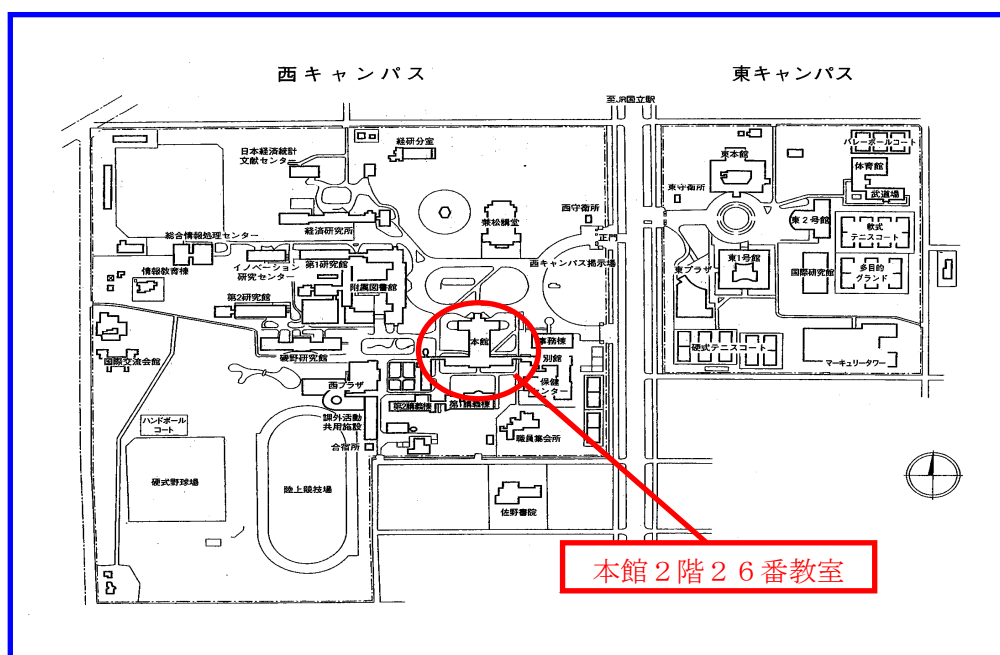 西キャンパス
東キャンパス
至JR国立駅
日本経済統計
文献センター
経研分室
東本館
バレーボールコート
体育館
武道場
東守衛所
西守衛所
兼松講堂
経済研究所
正門
東2号館
軟式
テニスコート
総合情報処理センター
イノベーション
研究センター
第1研究館
附属図書館
西キャンパス掲示場
東プラザ
東1号館
国際研究館
多目的
グランド
情報教育棟
第2研究館
本館
事務棟
硬式テニスコート
マーキュリータワー
国際交流会館
磯野研究館
別館
保健
センター
西プラザ
第2講義棟
第1講義棟
課外活動
共用施設
ハンドボール
コート
合宿所
職員集会所
硬式野球場
陸上競技場
佐野書院
本館2階26番教室